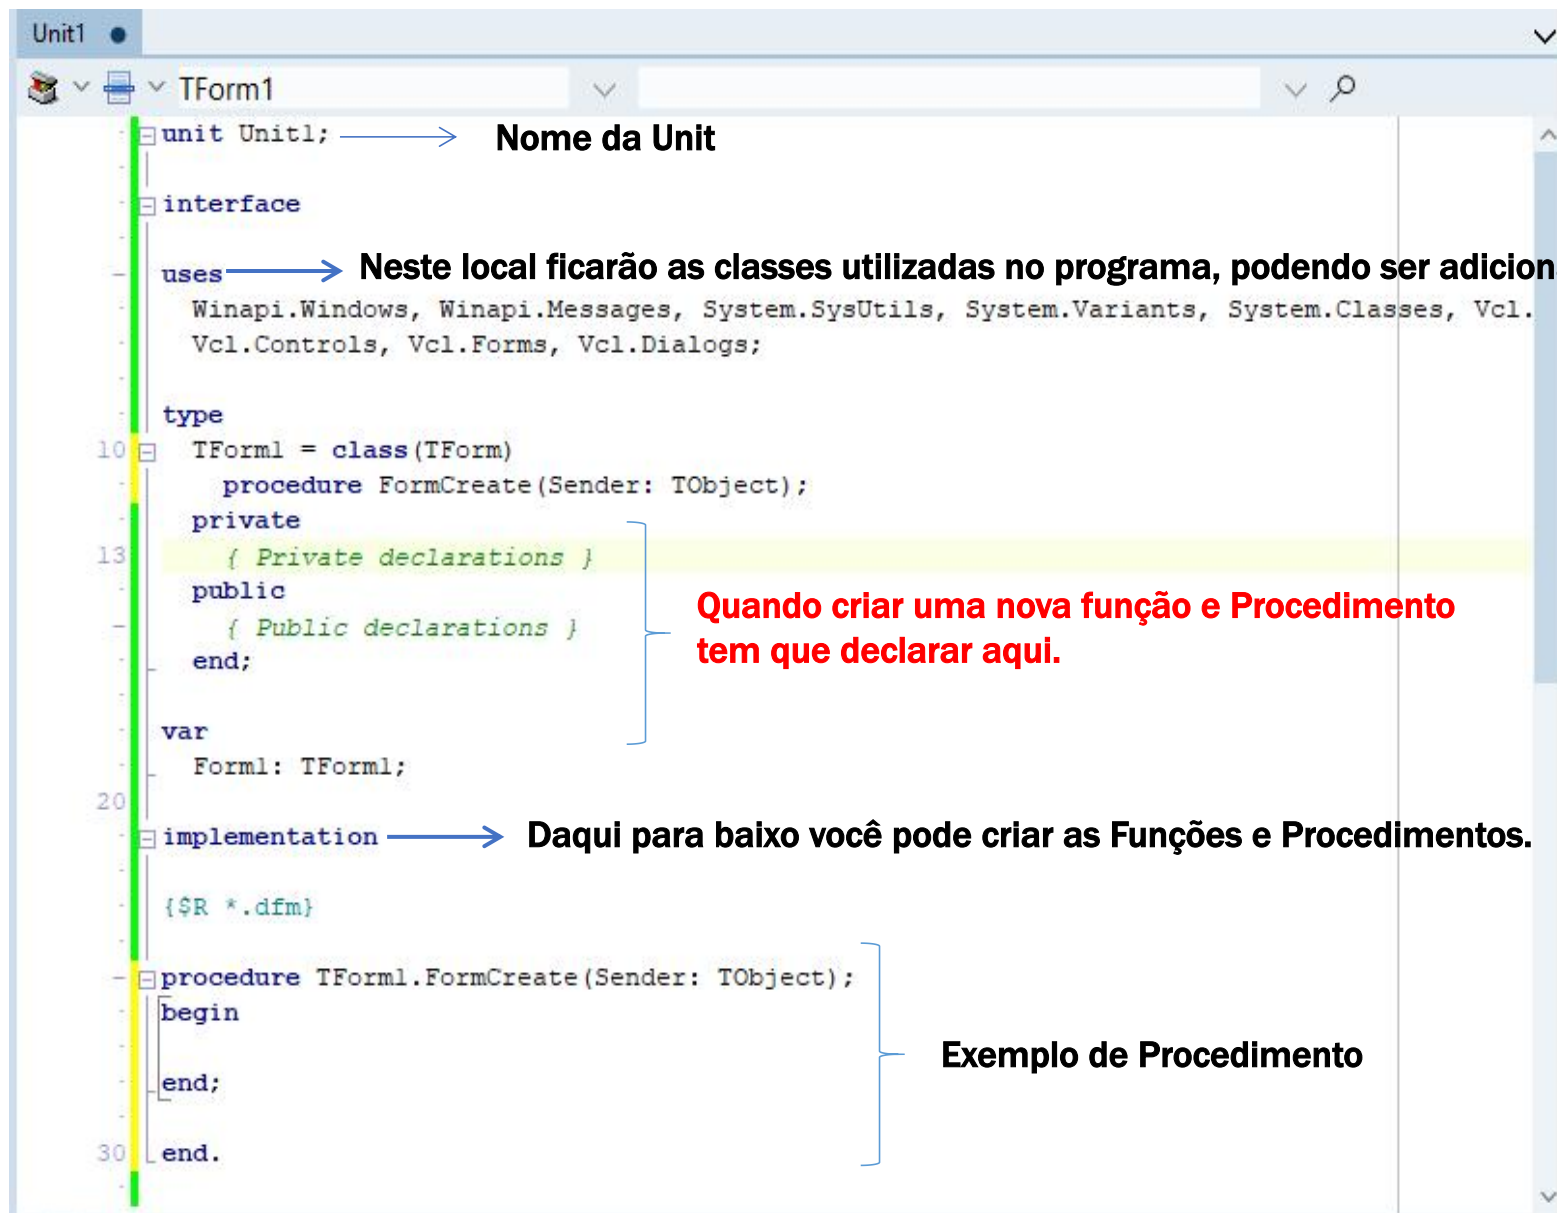 Unit1
TForm1
unit Unit1; Nome da Unit
interface
uses Neste local ficarão as classes utilizadas no programa, podendo ser adicion
Winapi.Windows, Winapi.Messages, System.SysUtils, System.Variants, System.Classes, Vcl.
Vcl.Controls, Vcl.Forms, Vcl.Dialogs;
type
10 TForm1 = class(TForm)
procedure FormCreate(Sender: TObject);
private
13 { Private declarations }
public
Quando criar uma nova função e Procedimento
{ Public declarations }
tem que declarar aqui.
end;
var
Form1: TForm1;
20
implementation Daqui para baixo você pode criar as Funções e Procedimentos.
{$R *.dfm}
procedure TForm1.FormCreate(Sender: TObject);
begin
Exemplo de Procedimento
end;
30 end.